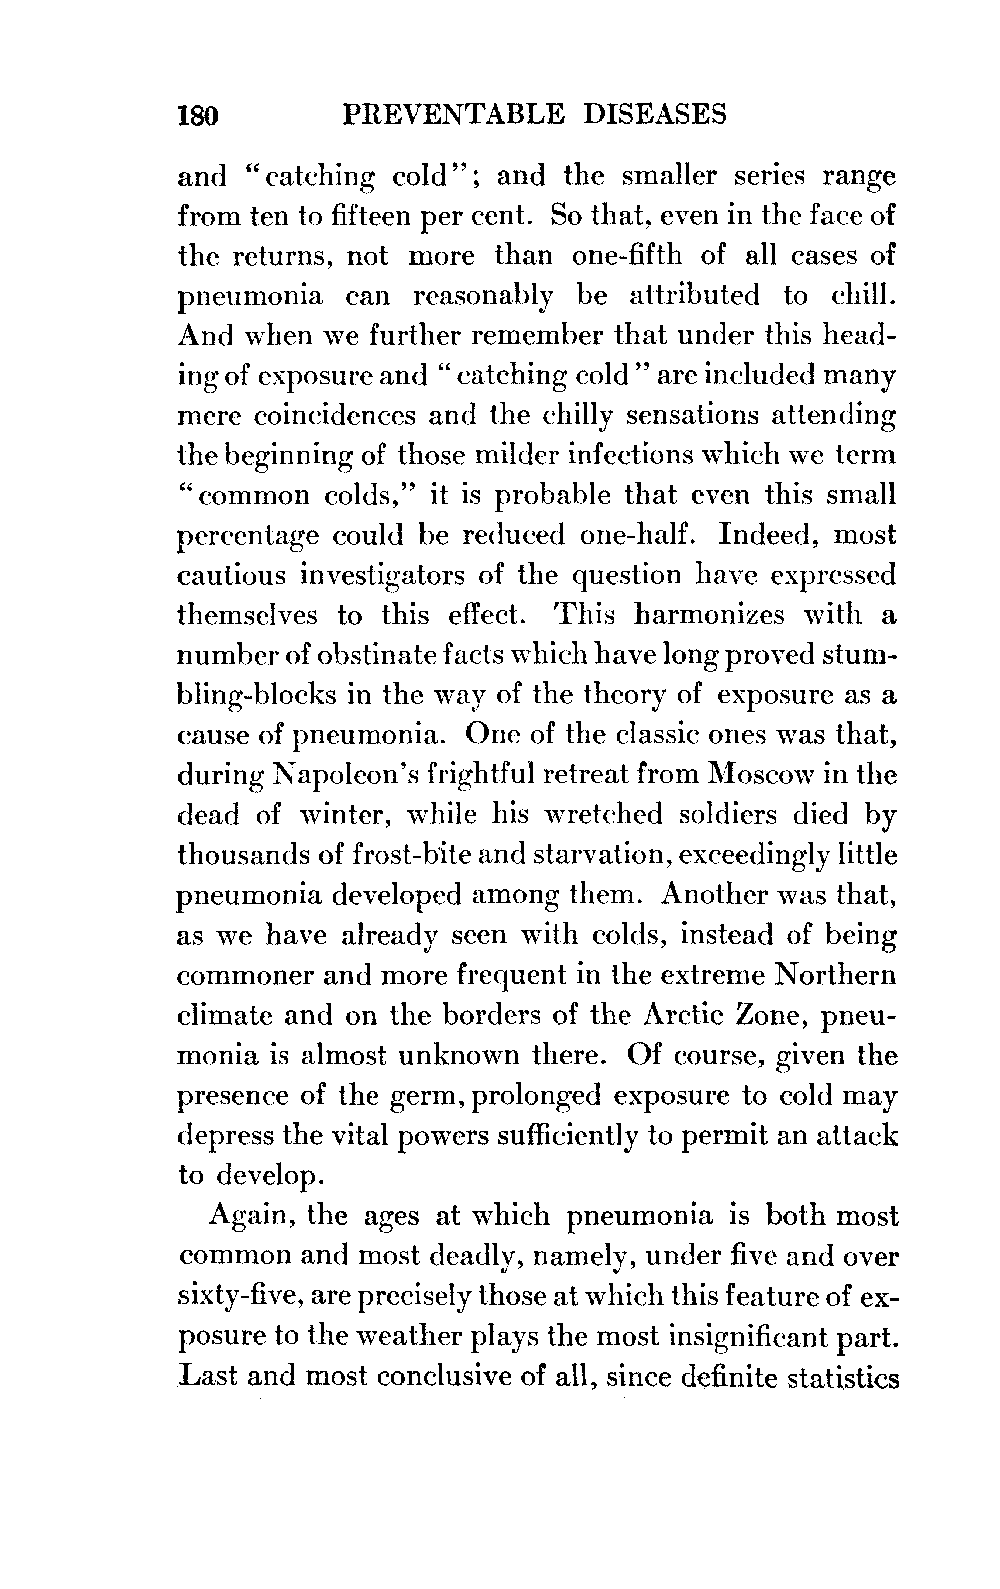 180 PREVENTABLE DISEASES
and "catching cold"; and the smaller series range
from ten to fifteen per cent. So that, even in the face of
the returns, not more than one-fifth of all cases of
pneumonia can reasonably be attributed to chill.
And when we further remember that under this head-
ing of exposure and "catching cold" are included many
mere coincidences and the chilly sensations attending
the beginning of those milder infections which we term
"common colds," it is probable that even this small
percentage could be reduced one-half. Indeed, most
cautious investigators of the question have expressed
themselves to this effect. This harmonizes with a
number of obstinate facts which have long proved stum-
bling-blocks in the way of the theory of exposure as a
cause of pneumonia. One of the classic ones was that,
during Napoleon's frightful retreat from Moscow in the
dead of winter, while his wretched soldiers died by
thousands of frost-bite and starvation, exceedingly little
pneumonia developed among them. Another was that,
as we have already seen with colds, instead of being
commoner and more frequent in the extreme Northern
climate and on the borders of the Arctic Zone, pneu-
monia is almost unknown there. Of course, given the
presence of the germ, prolonged exposure to cold may
depress the vital powers sufficiently to permit an attack
to develop.
Again, the ages at which pneumonia is both most
common and most deadly, namely, under five and over
sixty-five, are precisely those at which this feature of ex-
posure to the weather plays the most insignificant part.
Last and most conclusive of all, since definite statistics